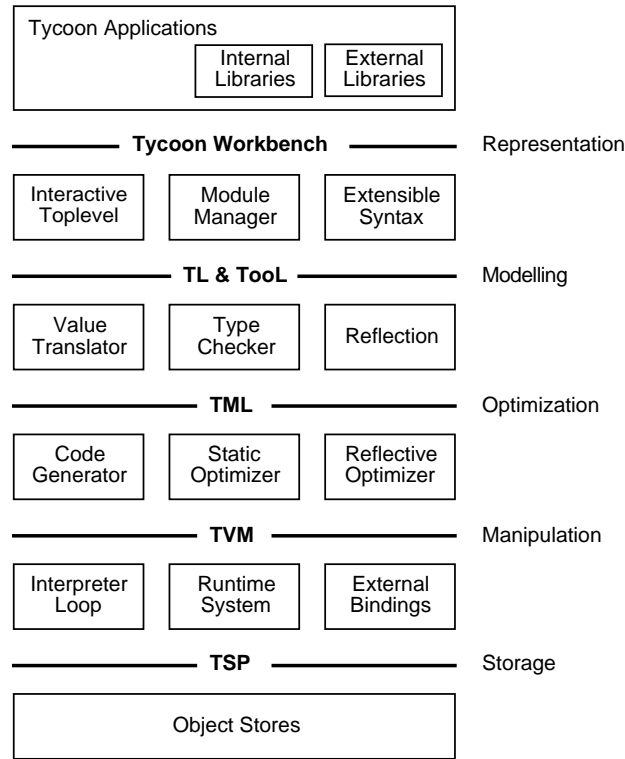 Tycoon Applications
Internal
Libraries
External
Libraries
Tycoon Workbench
Representation
Interactive
Toplevel
Module
Manager
Extensible
Syntax
TL & TooL
Modelling
Value
Translator
Type
Checker
Reflection
TML
Optimization
Code
Generator
Static
Optimizer
Reflective
Optimizer
TVM
Manipulation
Interpreter
Loop
Runtime
System
External
Bindings
TSP
Storage
Object Stores